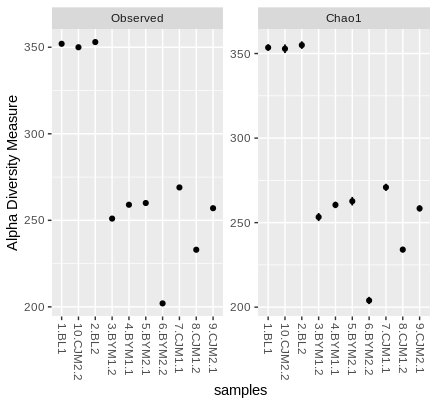 Observed
Chao1
Alpha Diversity Measure
350
300
250
200
350
300
250
200
1.BL1
10.CJM2.2
2.BL2
3.BYM1.2
4.BYM1.1
5.BYM2.1
6.BYM2.2
7.CJM1.1
8.CJM1.2
9.CJM2.1
1.BL1
10.CJM2.2
2.BL2
3.BYM1.2
4.BYM1.1
5.BYM2.1
6.BYM2.2
7.CJM1.1
8.CJM1.2
9.CJM2.1
samples